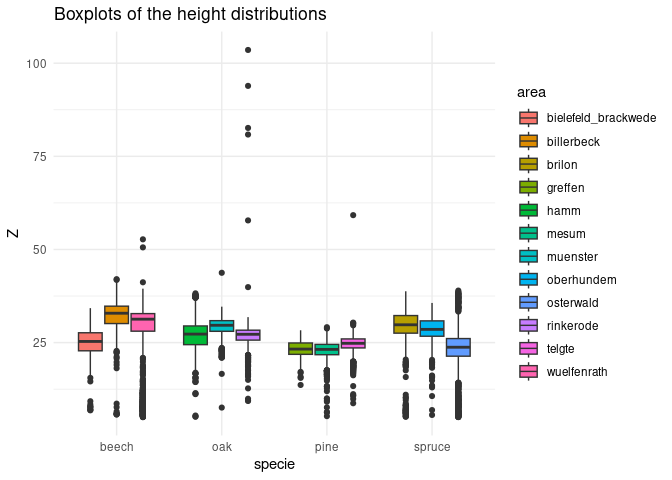 Boxplots of the height distributions
100
75
50
25
Z
beech
oak
pine
spruce
specie
area
bielefeld_brackwede
billerbeck
brilon
greffen
hamm
mesum
muenster
oberhundem
osterwald
rinkerode
telgte
wuelfenrath